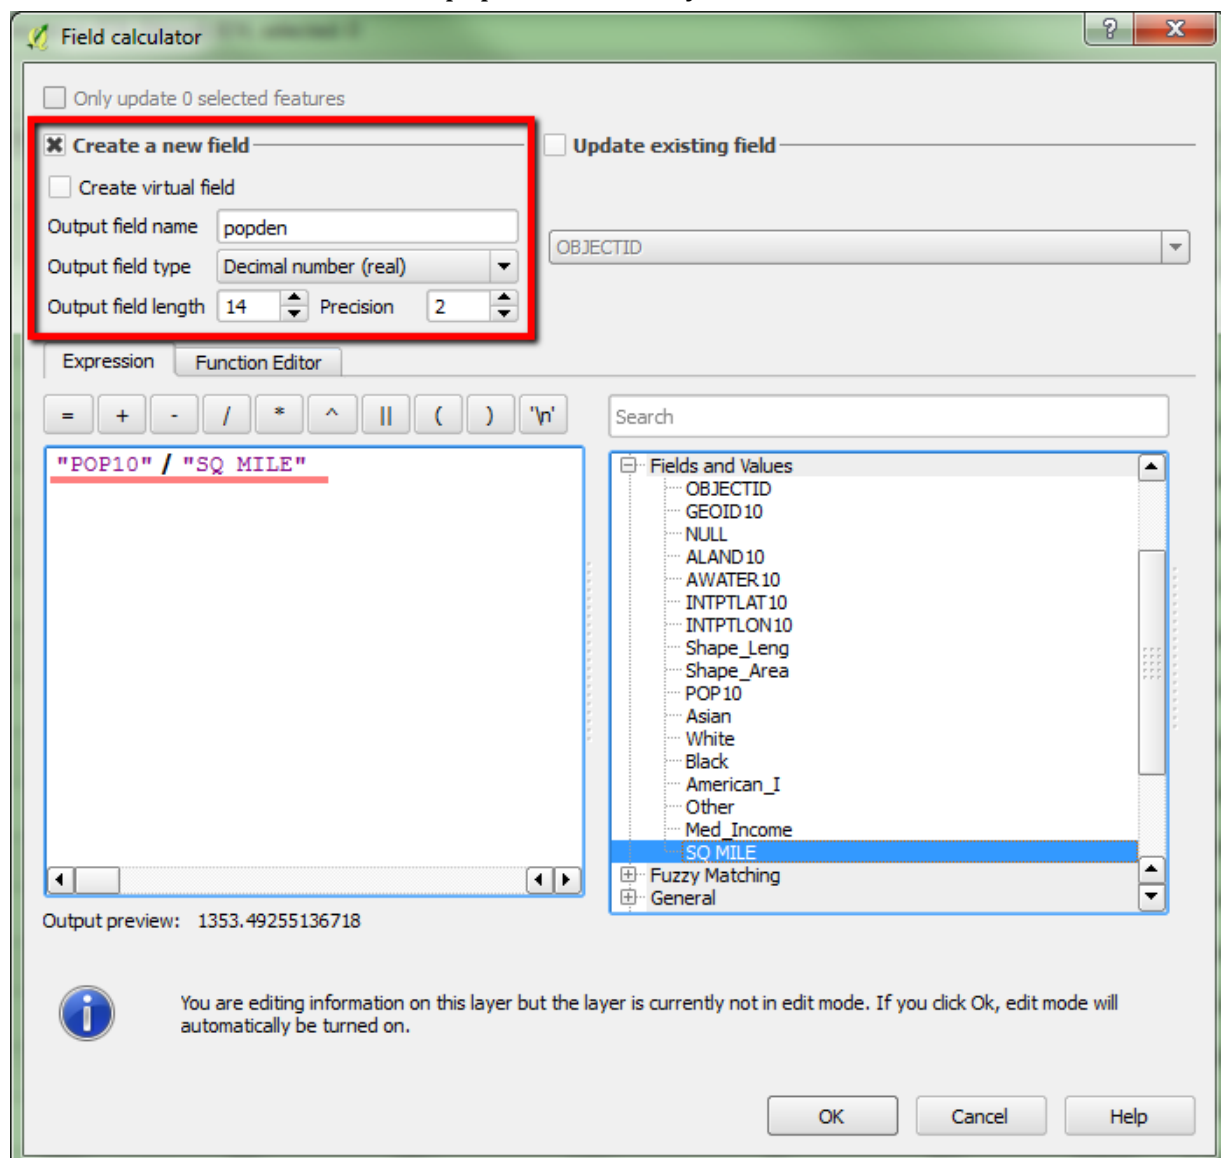 Field calculator
Only update 0 selected features
Create a new field
Update existing field
Create virtual field
Output field name popden
OBJECTID
Output field type Decimal number (real)
Output field length 14 Precision 2
Expression Function Editor
= + - / * ^ || ( ) '\n' Search
"POP10" / "SQ MILE"
Fields and Values
OBJECTID
GEOID10
NULL
ALAND10
AWATER10
INTPTLAT10
INTPTLON10
Shape_Leng
Shape_Area
POP10
Asian
White
Black
American_I
Other
Med_Income
SQ MILE
Fuzzy Matching
General
Output preview: 1353.49255136718
You are editing information on this layer but the layer is currently not in edit mode. If you click Ok, edit mode will
automatically be turned on.
OK Cancel Help